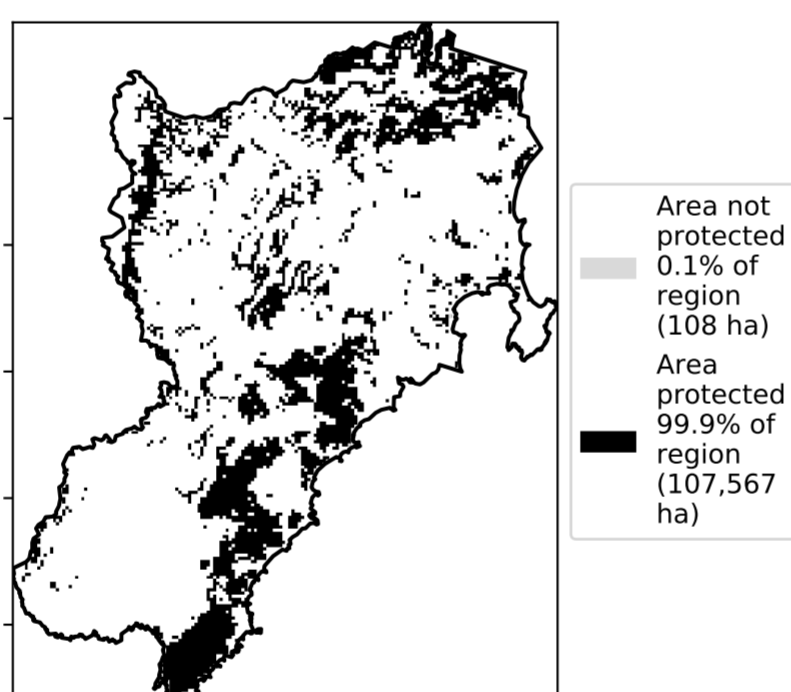 Area not
protected
0.1% of
region
(108 ha)
Area
protected
99.9% of
region
(107,567
ha)